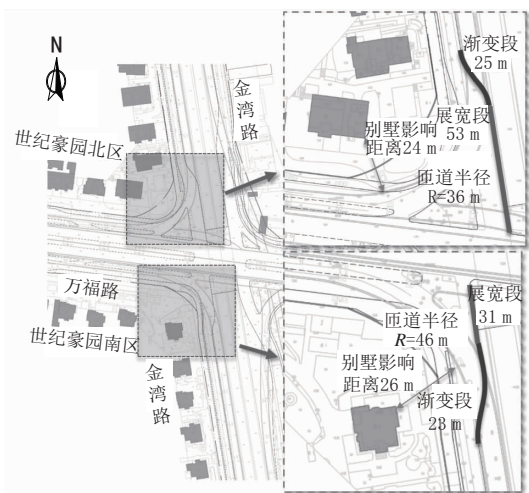 N
金湾路
世纪豪园北区
万福路
世纪豪园南区
金湾路
渐变段
25 m
展宽段
53 m
别墅影响
距离24 m
匝道半径
R=36 m
展宽段
31 m
匝道半径
R=46 m
别墅影响
距离26 m
渐变段
23 m